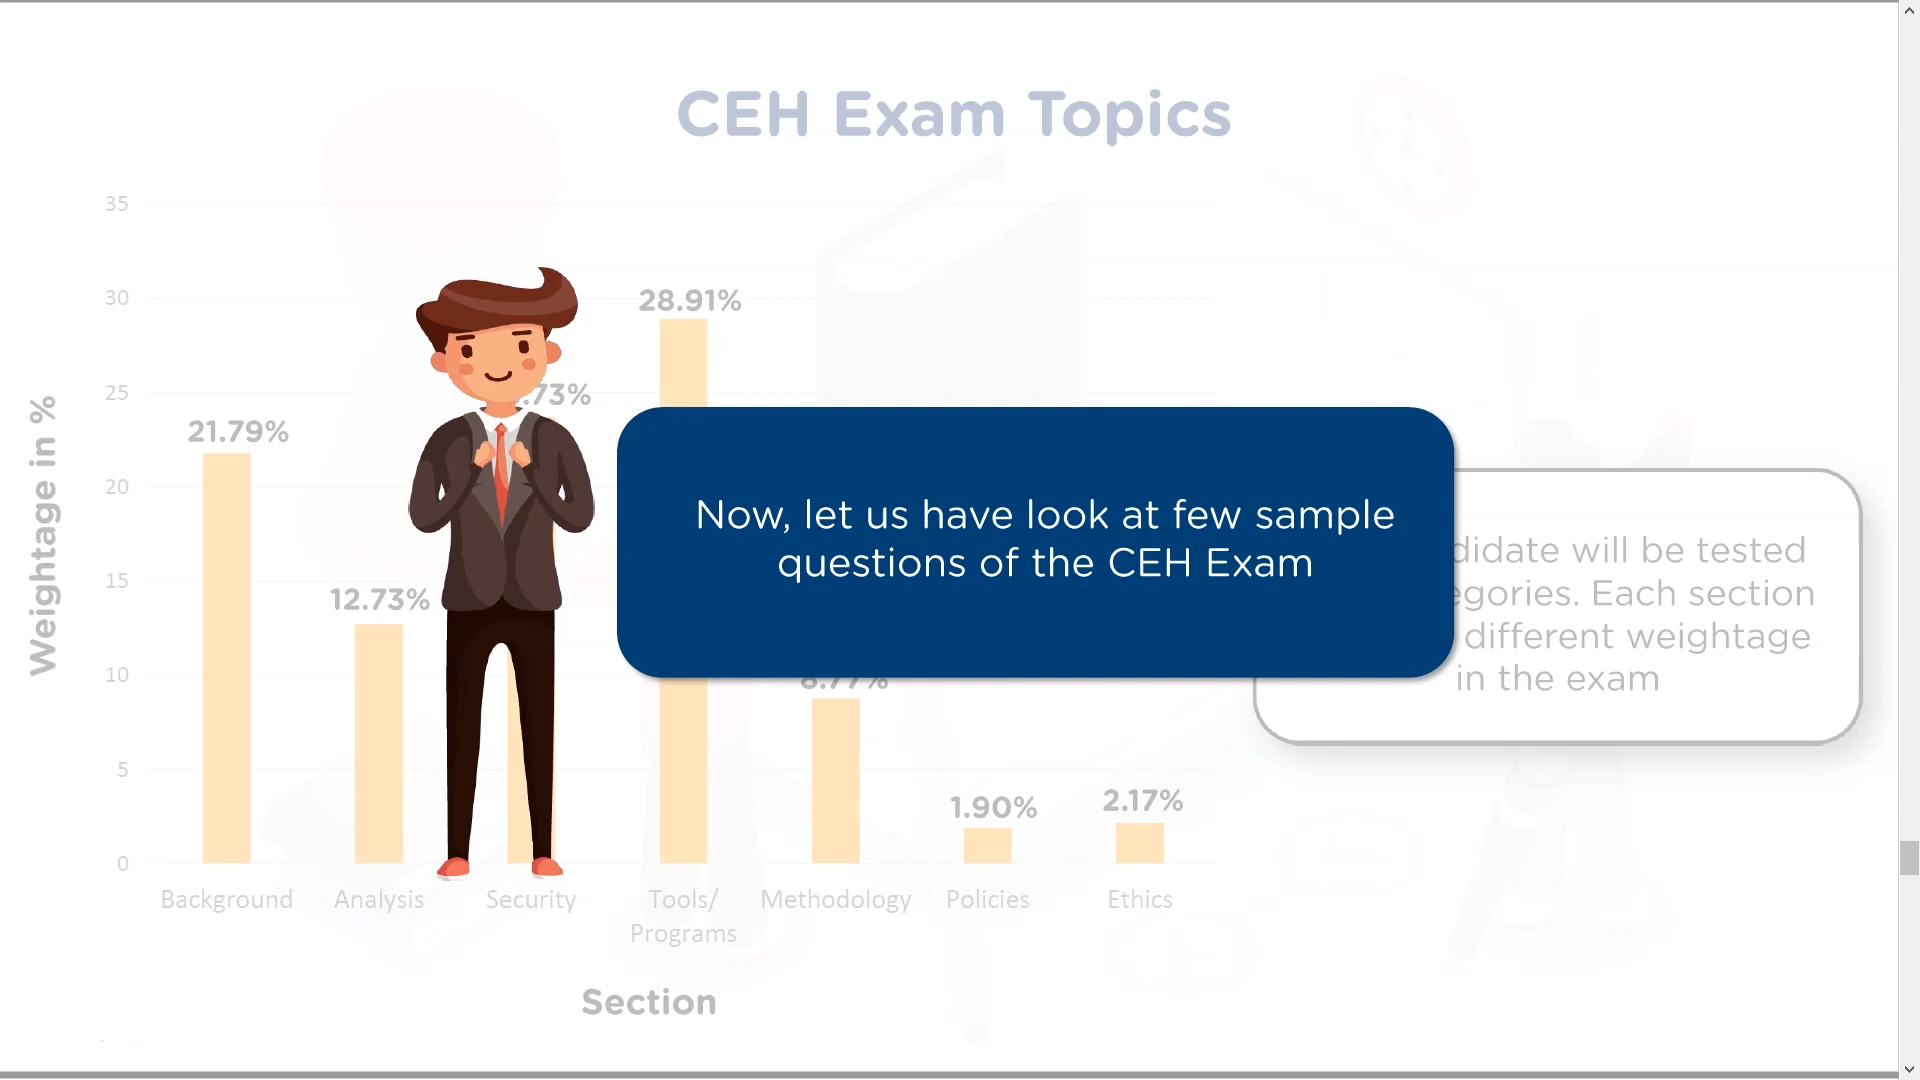 CEH Exam Topics
35
30
25
20
15
10
5
0
Weightage in %
21.79%
12.73%
.73%
28.91%
8.77%
1.90%
2.17%
Background
Analysis
Security
Tools/
Programs
Methodology
Policies
Ethics
Section
Now, let us have look at few sample
questions of the CEH Exam
didate will be tested
egories. Each section
different weightage
in the exam